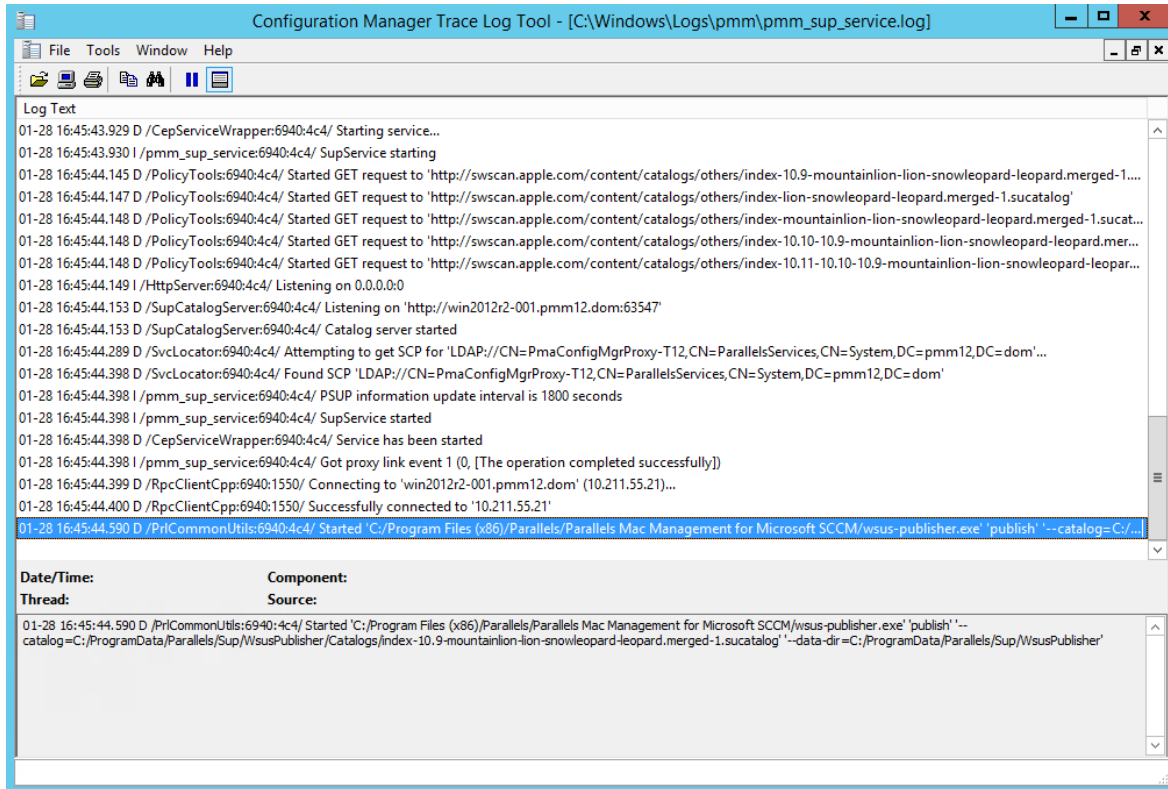 Configuration Manager Trace Log Tool - [C:\Windows\Logs\pmm\pmm_sup_service.log]
File Tools Window Help
Log Text
01-28 16:45:43.929 D /CepServiceWrapper:6940:4c4/ Starting service...
01-28 16:45:43.930 I /pmm_sup_service:6940:4c4/ SupService starting
01-28 16:45:44.145 D /PolicyTools:6940:4c4/ Started GET request to 'http://swscan.apple.com/content/catalogs/others/index-10.9-mountainlion-lion-snowleopard-leopard.merged-1....
01-28 16:45:44.147 D /PolicyTools:6940:4c4/ Started GET request to 'http://swscan.apple.com/content/catalogs/others/index-lion-snowleopard-leopard.merged-1.sucatalog'
01-28 16:45:44.148 D /PolicyTools:6940:4c4/ Started GET request to 'http://swscan.apple.com/content/catalogs/others/index-mountainlion-lion-snowleopard-leopard.merged-1.sucat...
01-28 16:45:44.148 D /PolicyTools:6940:4c4/ Started GET request to 'http://swscan.apple.com/content/catalogs/others/index-10.10-10.9-mountainlion-lion-snowleopard-leopard.mer...
01-28 16:45:44.148 D /PolicyTools:6940:4c4/ Started GET request to 'http://swscan.apple.com/content/catalogs/others/index-10.11-10.10-10.9-mountainlion-lion-snowleopard-leopar...
01-28 16:45:44.149 I /HttpServer:6940:4c4/ Listening on 0.0.0.0:0
01-28 16:45:44.153 D /SupCatalogServer:6940:4c4/ Listening on 'http://win2012r2-001.pmm12.dom:63547'
01-28 16:45:44.153 D /SupCatalogServer:6940:4c4/ Catalog server started
01-28 16:45:44.289 D /SvcLocator:6940:4c4/ Attempting to get SCP for 'LDAP://CN=PmaConfigMgrProxy-T12,CN=ParallelsServices,CN=System,DC=pmm12,DC=dom'...
01-28 16:45:44.398 D /SvcLocator:6940:4c4/ Found SCP 'LDAP://CN=PmaConfigMgrProxy-T12,CN=ParallelsServices,CN=System,DC=pmm12,DC=dom'
01-28 16:45:44.398 I /pmm_sup_service:6940:4c4/ PSUP information update interval is 1800 seconds
01-28 16:45:44.398 I /pmm_sup_service:6940:4c4/ SupService started
01-28 16:45:44.398 D /CepServiceWrapper:6940:4c4/ Service has been started
01-28 16:45:44.398 I /pmm_sup_service:6940:4c4/ Got proxy link event 1 (0, [The operation completed successfully])
01-28 16:45:44.399 D /RpcClientCpp:6940:1550/ Connecting to 'win2012r2-001.pmm12.dom' (10.211.55.21)...
01-28 16:45:44.400 D /RpcClientCpp:6940:1550/ Successfully connected to '10.211.55.21'
01-28 16:45:44.590 D /PrlCommonUtils:6940:4c4/ Started 'C:/Program Files (x86)/Parallels/Parallels Mac Management for Microsoft SCCM/wsus-publisher.exe' 'publish' '--catalog=C:/...
Date/Time: Component:
Thread: Source:
01-28 16:45:44.590 D /PrlCommonUtils:6940:4c4/ Started 'C:/Program Files (x86)/Parallels/Parallels Mac Management for Microsoft SCCM/wsus-publisher.exe' 'publish' '--
catalog=C:/ProgramData/Parallels/Sup/WsusPublisher/Catalogs/index-10.9-mountainlion-lion-snowleopard-leopard.merged-1.sucatalog' '--data-dir=C:/ProgramData/Parallels/Sup/WsusPublisher'